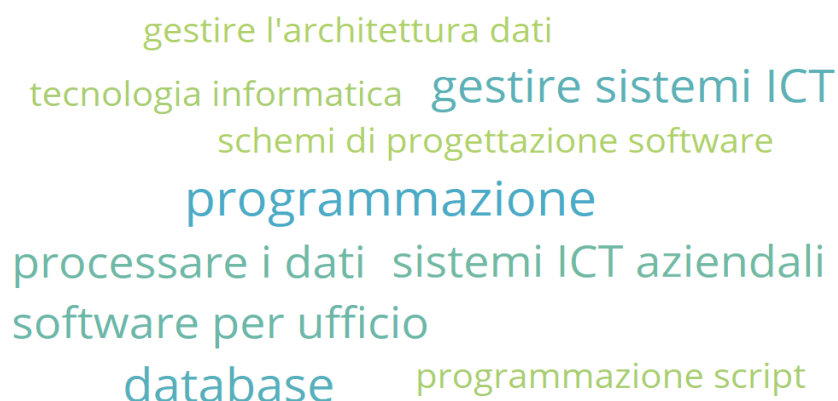 gestire l'architettura dati
tecnologia informatica gestire sistemi ICT
schemi di progettazione software
programmazione
processare i dati sistemi ICT aziendali
software per ufficio
database programmazione script